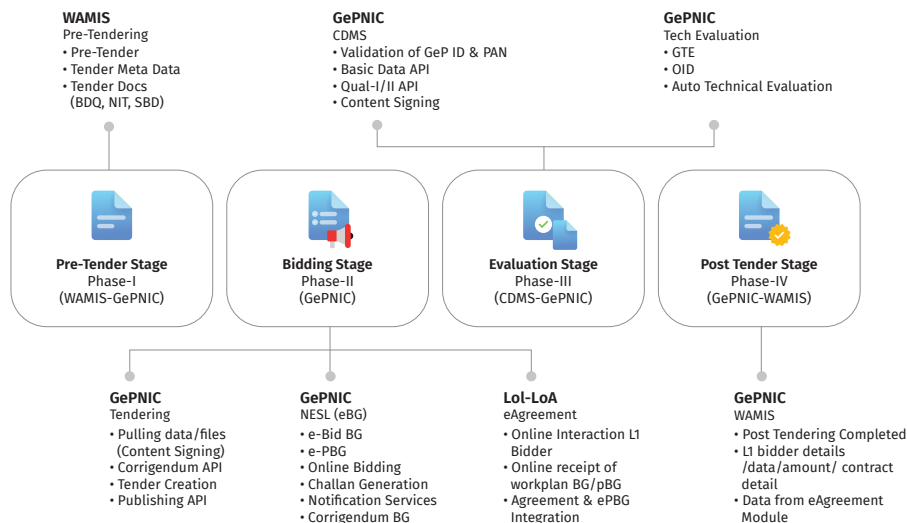 WAMIS
Pre-Tendering
• Pre-Tender
• Tender Meta Data
• Tender Docs
(BDQ, NIT, SBD)
GePNIC
CDMS
• Validation of GeP ID & PAN
• Basic Data API
• Qual-I/II API
• Content Signing
GePNIC
Tech Evaluation
• GTE
• OID
• Auto Technical Evaluation
Pre-Tender Stage
Phase-I
(WAMIS-GePNIC)
Bidding Stage
Phase-II
(GePNIC)
Evaluation Stage
Phase-III
(CDMS-GePNIC)
Post Tender Stage
Phase-IV
(GePNIC-WAMIS)
GePNIC
Tendering
• Pulling data/files
(Content Signing)
• Corrigendum API
• Tender Creation
• Publishing API
GePNIC
NESL (eBG)
• e-Bid BG
• e-PBG
• Online Bidding
• Challan Generation
• Notification Services
• Corrigendum BG
LoI-LoA
eAgreement
• Online Interaction L1
Bidder
• Online receipt of
workplan BG/pBG
• Agreement & ePBG
Integration
GePNIC
WAMIS
• Post Tendering Completed
• L1 bidder details
/data/amount/ contract
detail
• Data from eAgreement
Module